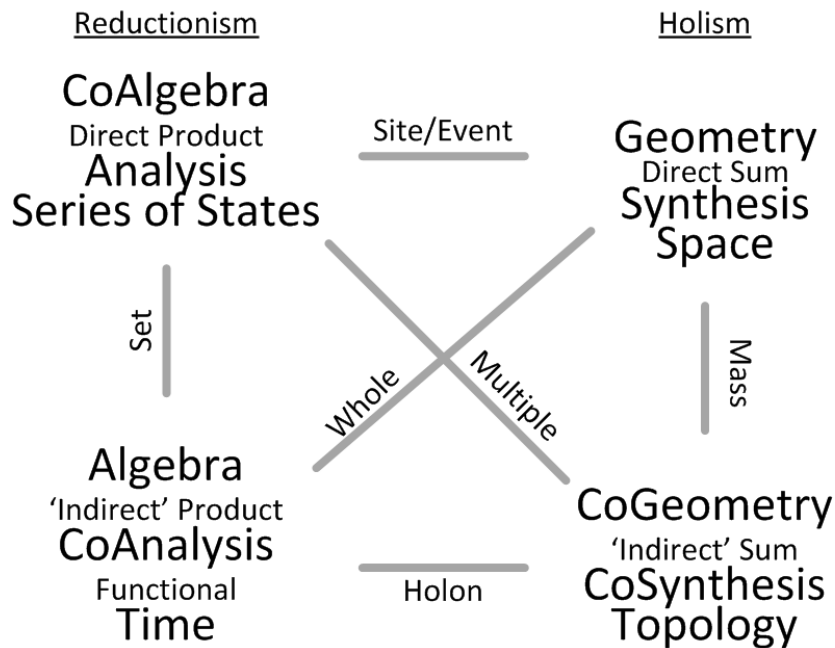 Reductionism
Holism
CoAlgebra
Direct Product
Analysis
Series of States
Site/Event
Geometry
Direct Sum
Synthesis
Space
Set
Whole
Multiple
Mass
Algebra
‘Indirect’ Product
CoAnalysis
Functional
Time
Holon
CoGeometry
‘Indirect’ Sum
CoSynthesis
Topology